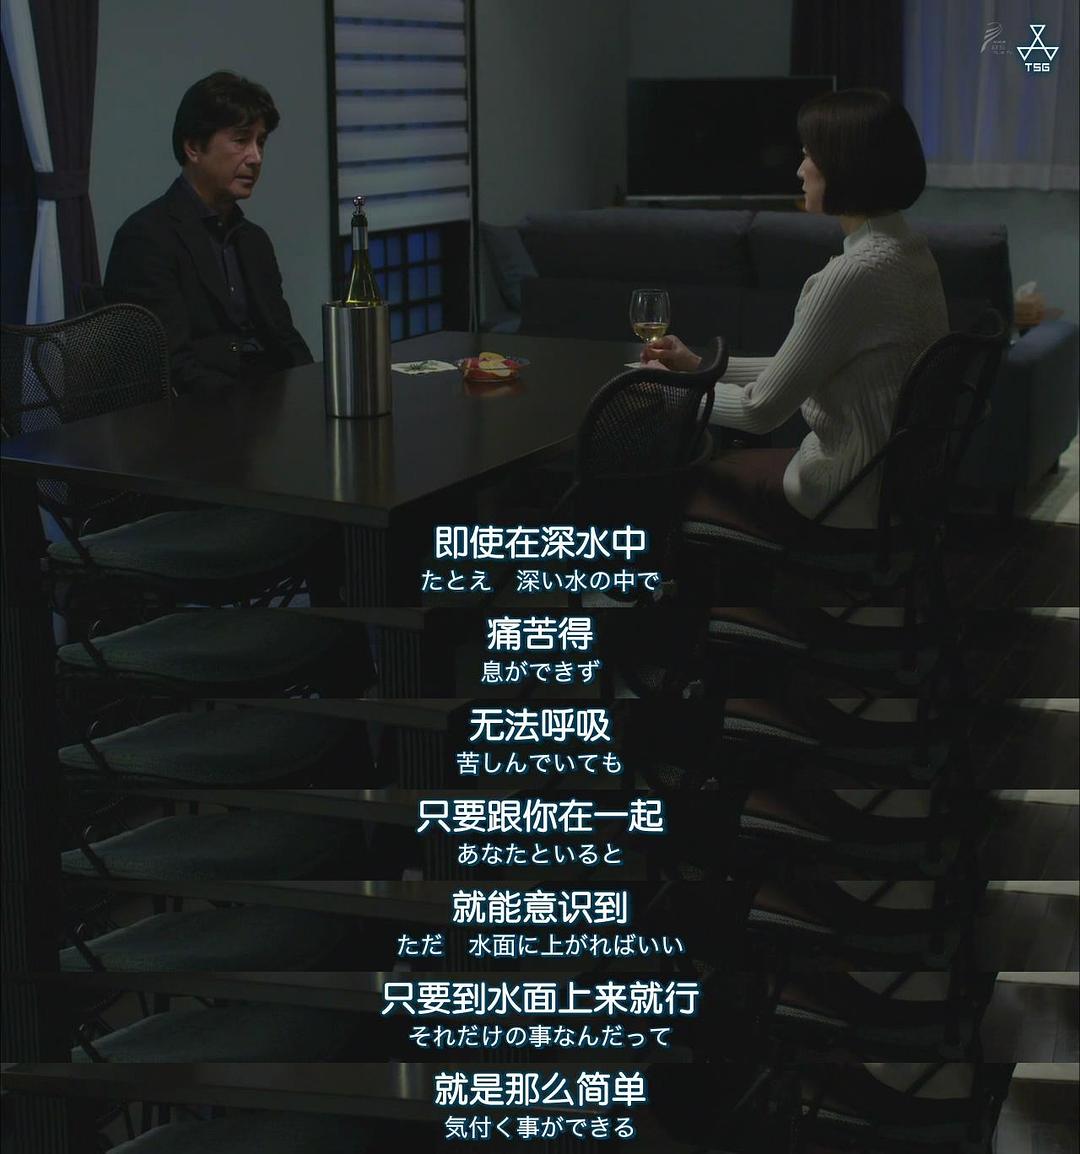 TSG
即使在深水中
たとえ　深い水の中で
痛苦得
息ができず
无法呼吸
苦しんでいても
只要跟你在一起
あなたといると
就能意识到
ただ　水面に上がればいい
只要到水面上来就行
それだけの事なんだって
就是那么简单
気付く事ができる